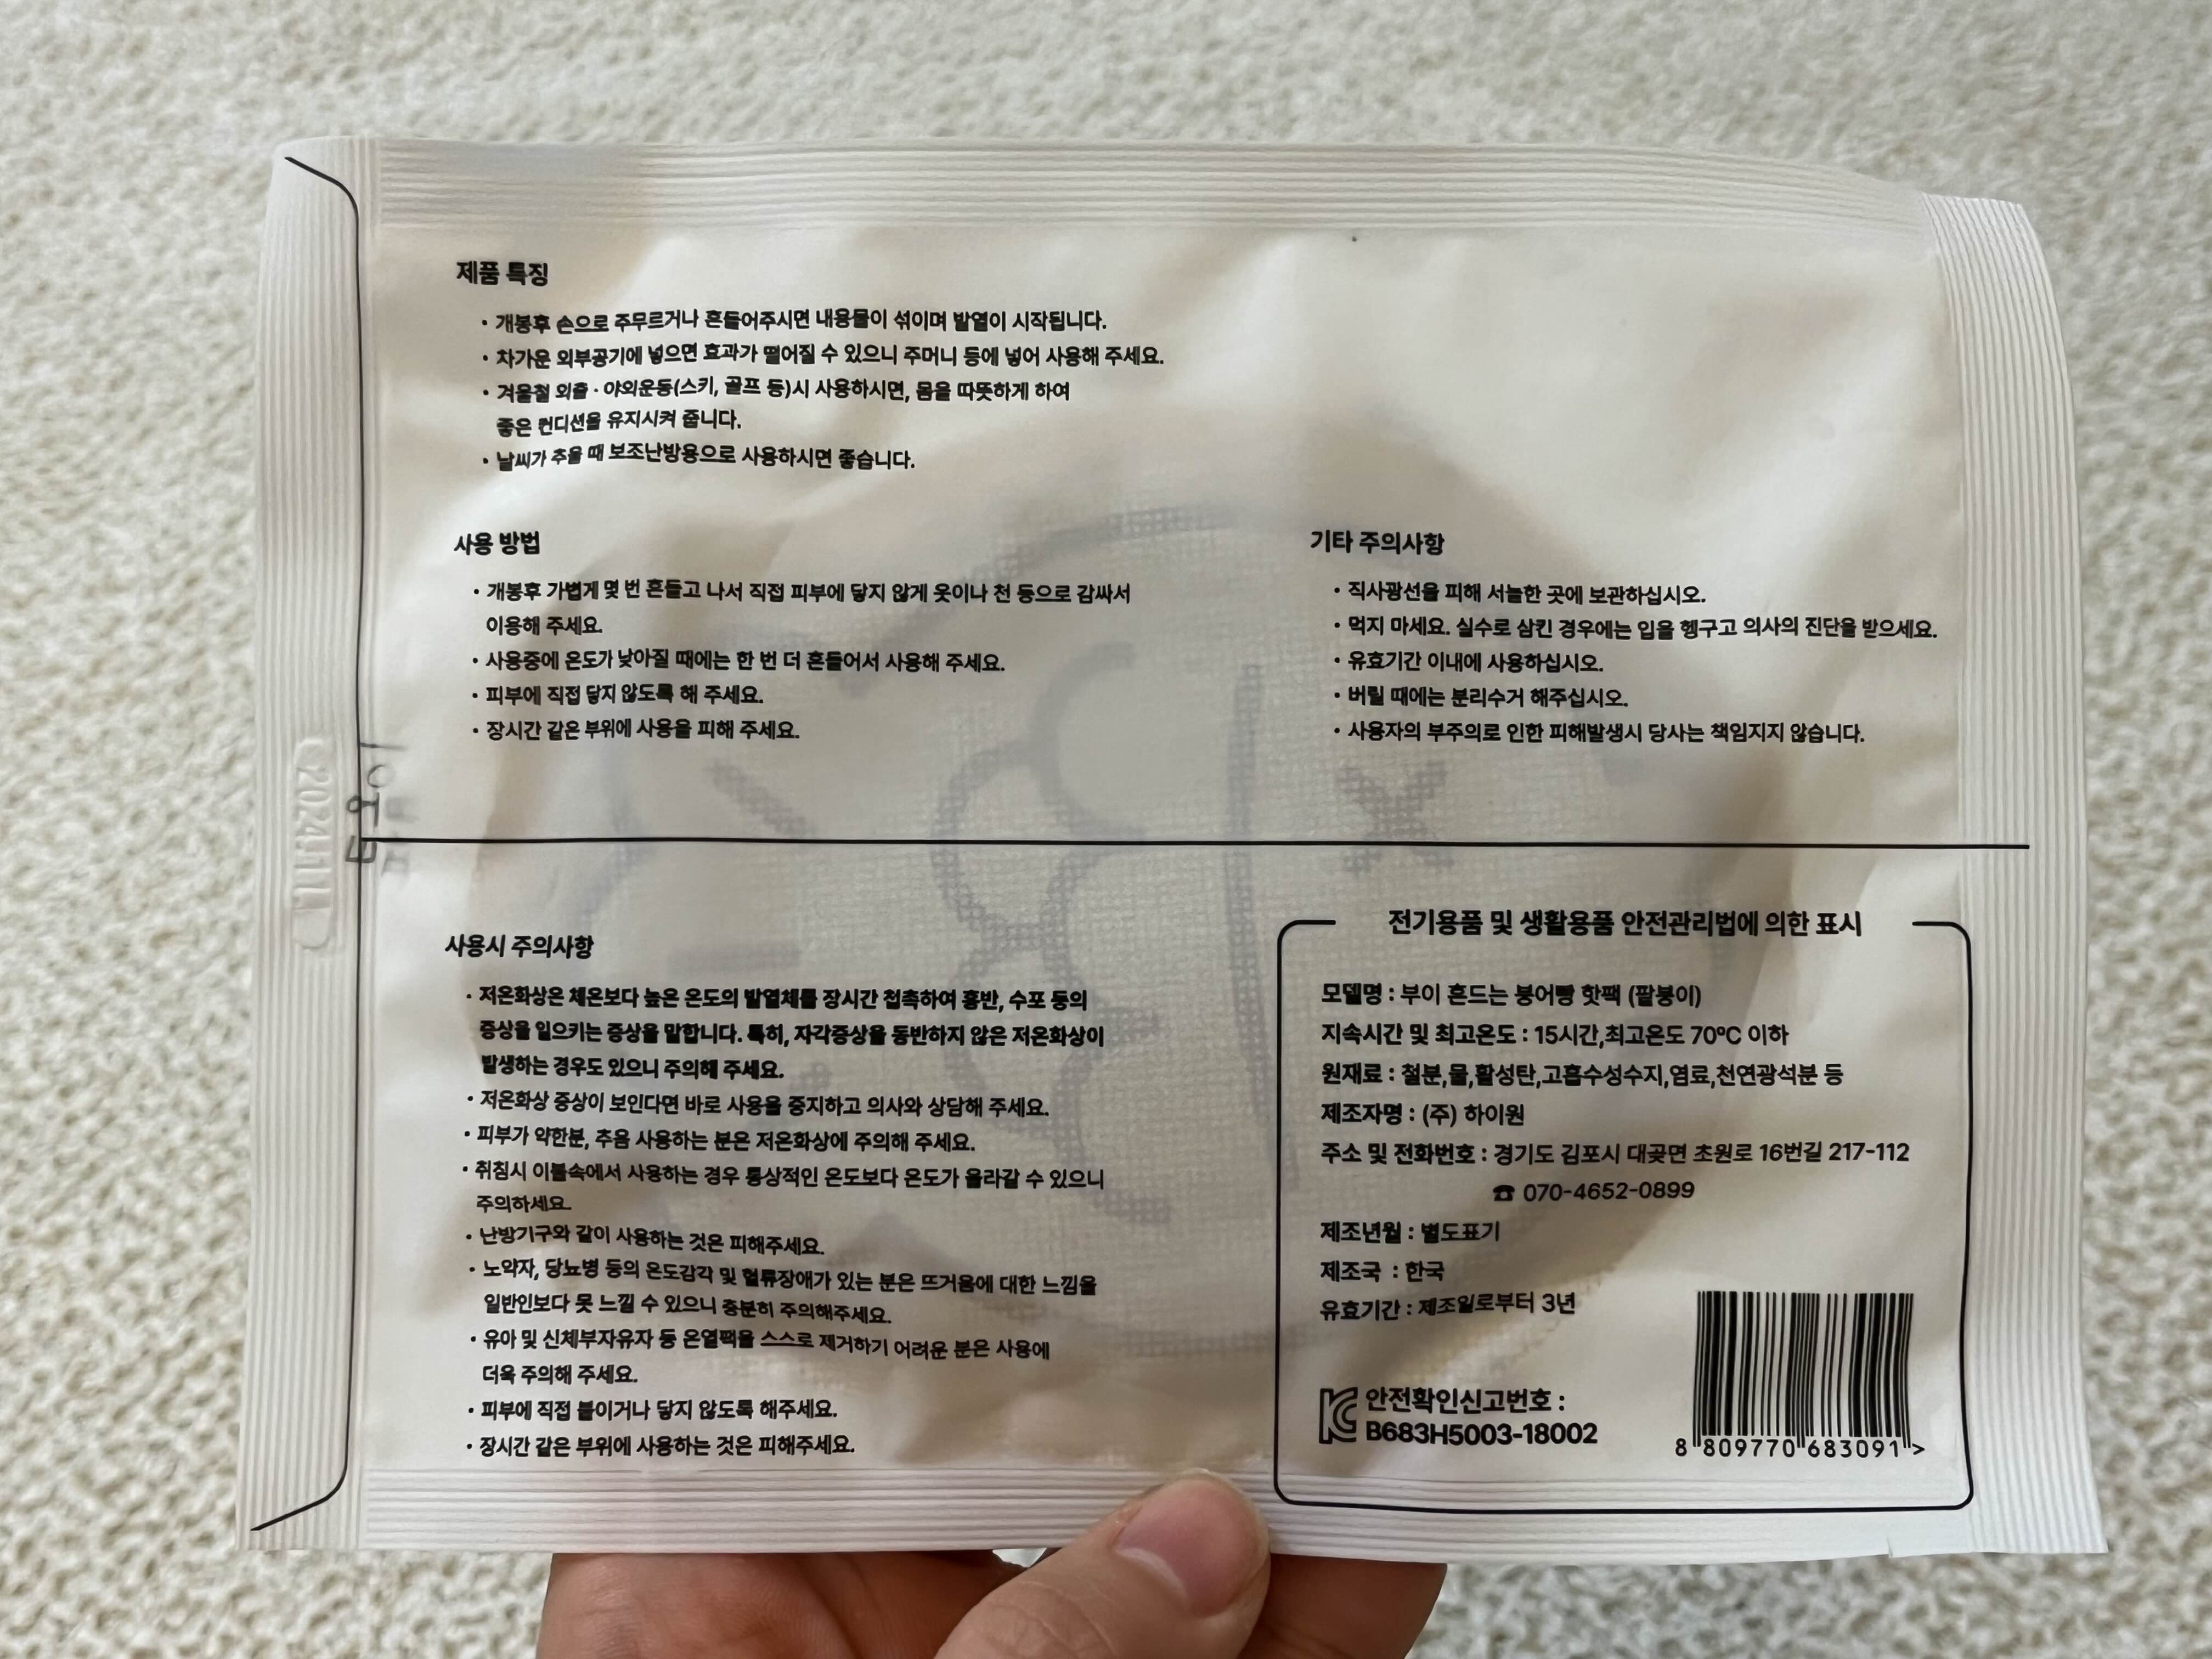 제품 특징
· 개봉후 손으로 주무르거나 흔들어주시면 내용물이 섞이며 발열이 시작됩니다.
· 차가운 외부공기에 넣으면 효과가 떨어질 수 있으니 주머니 등에 넣어 사용해 주세요.
· 겨울철 외출 · 야외운동(스키, 골프 등)시 사용하시면, 몸을 따뜻하게 하여
좋은 컨디션을 유지시켜 줍니다.
· 날씨가 추울 때 보조난방용으로 사용하시면 좋습니다.
사용 방법
· 개봉후 가볍게 몇 번 흔들고 나서 직접 피부에 닿지 않게 옷이나 천 등으로 감싸서
이용해 주세요.
· 사용중에 온도가 낮아질 때에는 한 번 더 흔들어서 사용해 주세요.
· 피부에 직접 닿지 않도록 해 주세요.
· 장시간 같은 부위에 사용을 피해 주세요.
기타 주의사항
· 직사광선을 피해 서늘한 곳에 보관하십시오.
· 먹지 마세요. 실수로 삼킨 경우에는 입을 헹구고 의사의 진단을 받으세요.
· 유효기간 이내에 사용하십시오.
· 버릴 때에는 분리수거 해주십시오.
· 사용자의 부주의로 인한 피해발생시 당사는 책임지지 않습니다.
2024.11
사용시 주의사항
· 저온화상은 체온보다 높은 온도의 발열체를 장시간 접촉하여 홍반, 수포 등의
증상을 일으키는 증상을 말합니다. 특히, 자각증상을 동반하지 않은 저온화상이
발생하는 경우도 있으니 주의해 주세요.
· 저온화상 증상이 보인다면 바로 사용을 중지하고 의사와 상담해 주세요.
· 피부가 약한분, 추음 사용하는 분은 저온화상에 주의해 주세요.
· 취침시 이불속에서 사용하는 경우 통상적인 온도보다 온도가 올라갈 수 있으니
주의하세요.
· 난방기구와 같이 사용하는 것은 피해주세요.
· 노약자, 당뇨병 등의 온도감각 및 혈류장애가 있는 분은 뜨거움에 대한 느낌을
일반인보다 못 느낄 수 있으니 충분히 주의해주세요.
· 유아 및 신체부자유자 등 온열팩을 스스로 제거하기 어려운 분은 사용에
더욱 주의해 주세요.
· 피부에 직접 붙이거나 닿지 않도록 해주세요.
· 장시간 같은 부위에 사용하는 것은 피해주세요.
전기용품 및 생활용품 안전관리법에 의한 표시
모델명 : 부이 흔드는 붕어빵 핫팩 (팥붕이)
지속시간 및 최고온도 : 15시간,최고온도 70℃ 이하
원재료 : 철분,물,활성탄,고흡수성수지,염료,천연광석분 등
제조자명 : (주) 하이원
주소 및 전화번호 : 경기도 김포시 대곶면 초원로 16번길 217-112
☎ 070-4652-0899
제조년월 : 별도표기
제조국 : 한국
유효기간 : 제조일로부터 3년
KC 안전확인신고번호 :
B683H5003-18002
8 809770 683091 >